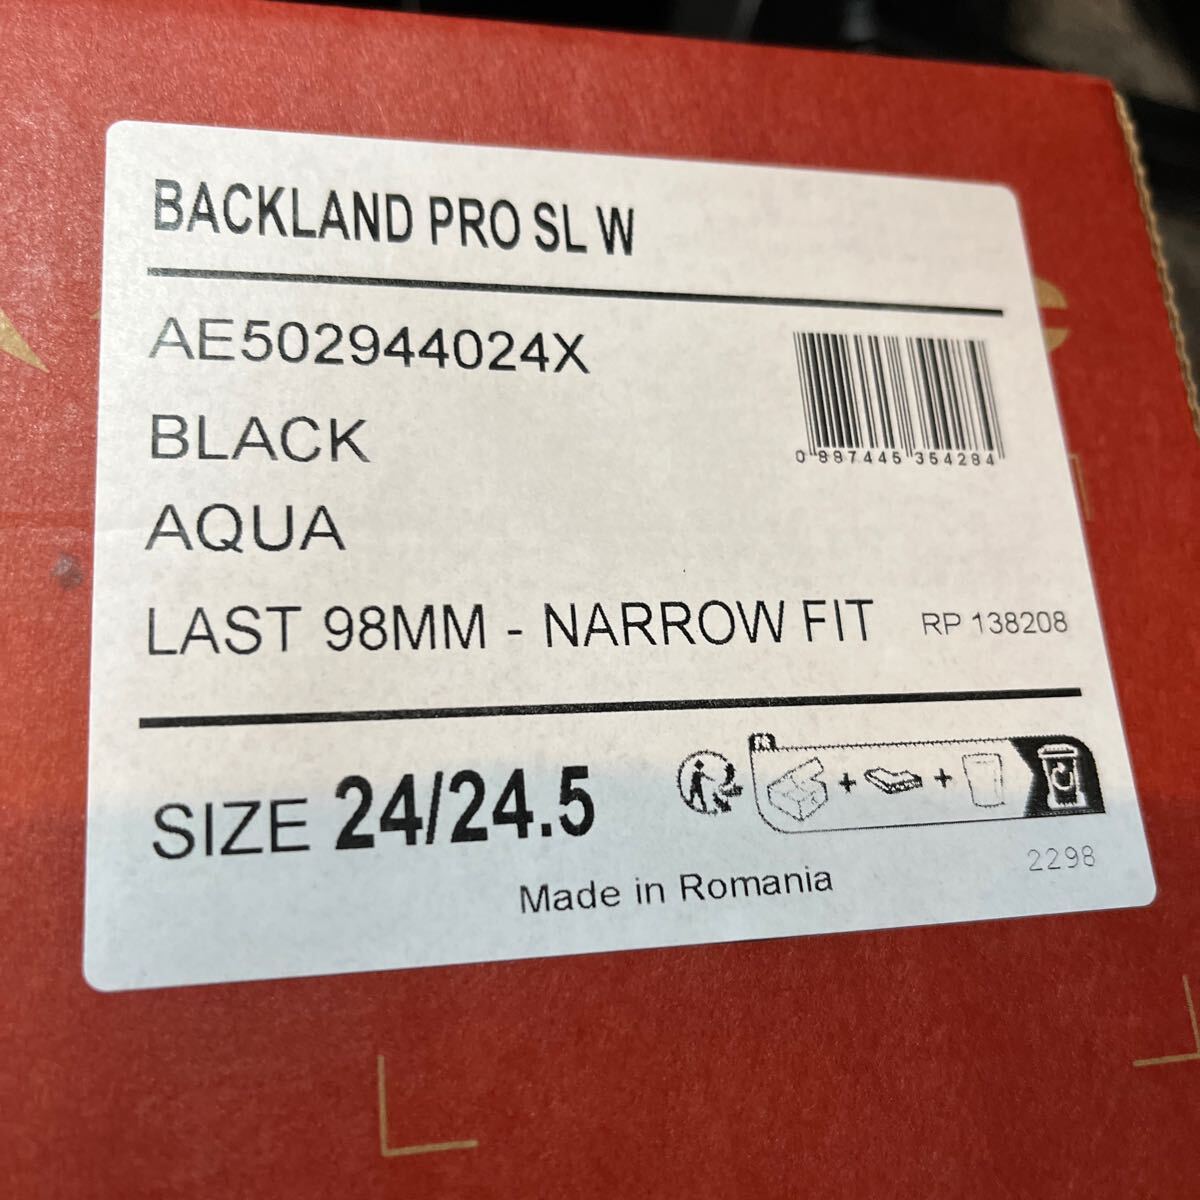 BACKLAND PRO SL W
AE502944024X
BLACK
AQUA
LAST 98MM - NARROW FIT
RP 138208
0 887445 354284
SIZE 24/24.5
FR
+ +
Made in Romania
2298